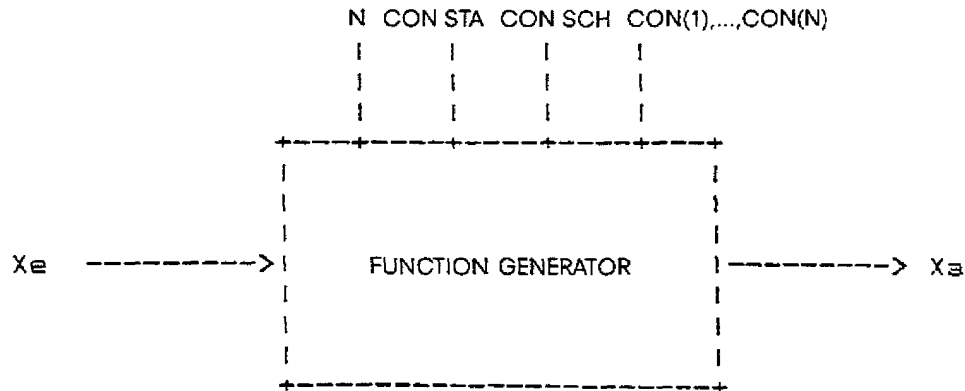 N CON STA CON SCH CON(1),...,CON(N)
Xe FUNCTION GENERATOR Xa